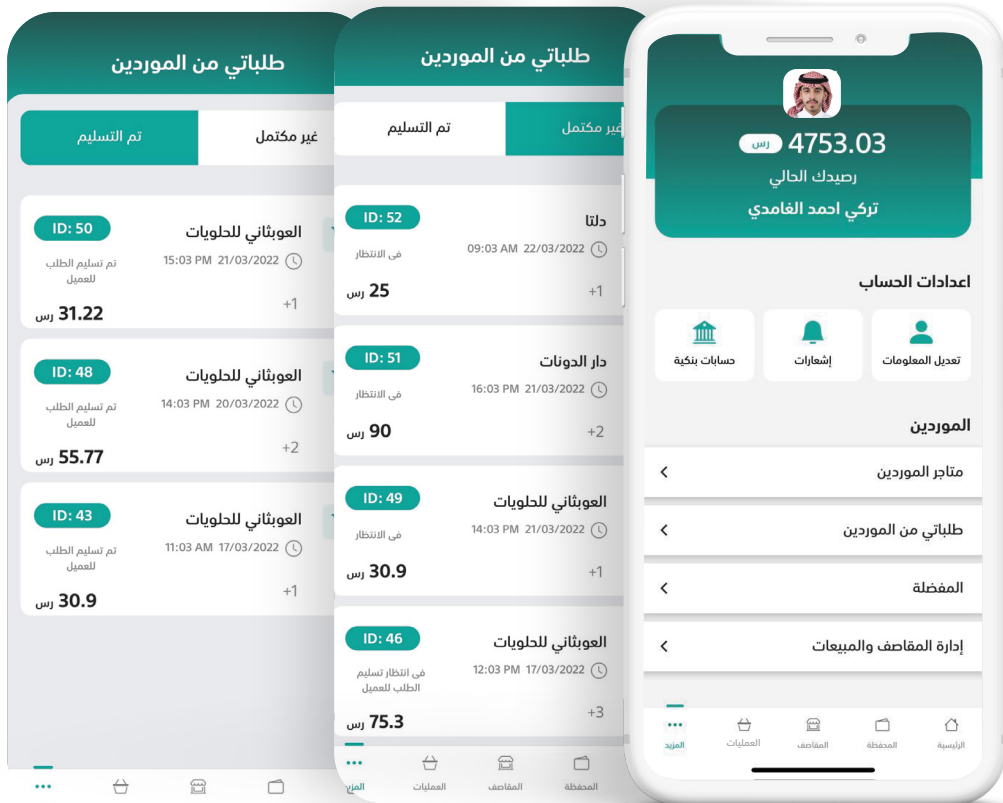 طلباتي من الموردين
تم التسليم
غير مكتمل
ID: 50
العوبثاني للحلويات
15:03 PM 21/03/2022
تم تسليم الطلب
للعميل
+1
31.22 رس
ID: 48
العوبثاني للحلويات
14:03 PM 20/03/2022
تم تسليم الطلب
للعميل
+2
55.77 رس
ID: 43
العوبثاني للحلويات
11:03 AM 17/03/2022
تم تسليم الطلب
للعميل
+1
30.9 رس
طلباتي من الموردين
تم التسليم
غير مكتمل
ID: 52
دلتا
09:03 AM 22/03/2022
فى الانتظار
+1
25 رس
ID: 51
دار الدونات
16:03 PM 21/03/2022
فى الانتظار
+2
90 رس
ID: 49
العوبثاني للحلويات
14:03 PM 21/03/2022
فى الانتظار
+1
30.9 رس
ID: 46
العوبثاني للحلويات
12:03 PM 17/03/2022
فى انتظار تسليم
الطلب للعميل
+3
75.3 رس
المحفظة
المقاصف
العمليات
المزيد
4753.03 رس
رصيدك الحالي
تركي احمد الغامدي
اعدادات الحساب
تعديل المعلومات
إشعارات
حسابات بنكية
الموردين
متاجر الموردين
طلباتي من الموردين
المفضلة
إدارة المقاصف والمبيعات
الرئيسية
المحفظة
المقاصف
العمليات
المزيد